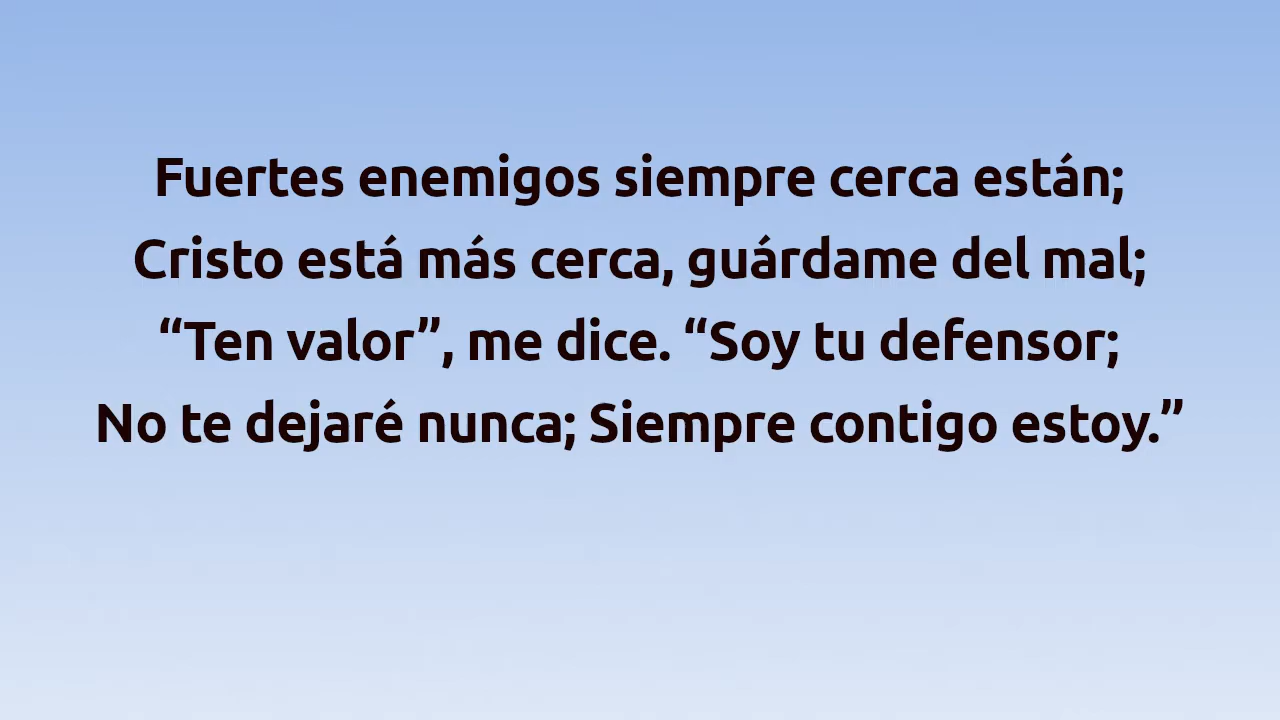 Fuertes enemigos siempre cerca están;
Cristo está más cerca, guárdame del mal;
“Ten valor”, me dice. “Soy tu defensor;
No te dejaré nunca; Siempre contigo estoy.”